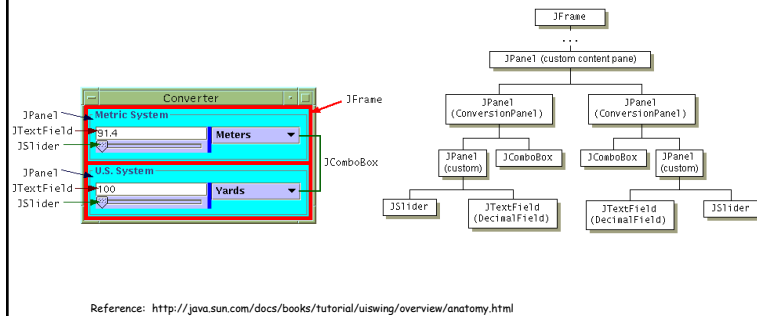 Converter
JFrame
JPanel
Metric System
JTextField
91.4
Meters
JSlider
JComboBox
JPanel
U.S. System
JTextField
100
Yards
JSlider
JFrame
...
JPanel (custom content pane)
JPanel
(ConversionPanel)
JPanel
(ConversionPanel)
JPanel
(custom)
JComboBox
JComboBox
JPanel
(custom)
JSlider
JTextField
(DecimalField)
JTextField
(DecimalField)
JSlider
Reference: http://java.sun.com/docs/books/tutorial/uiswing/overview/anatomy.html